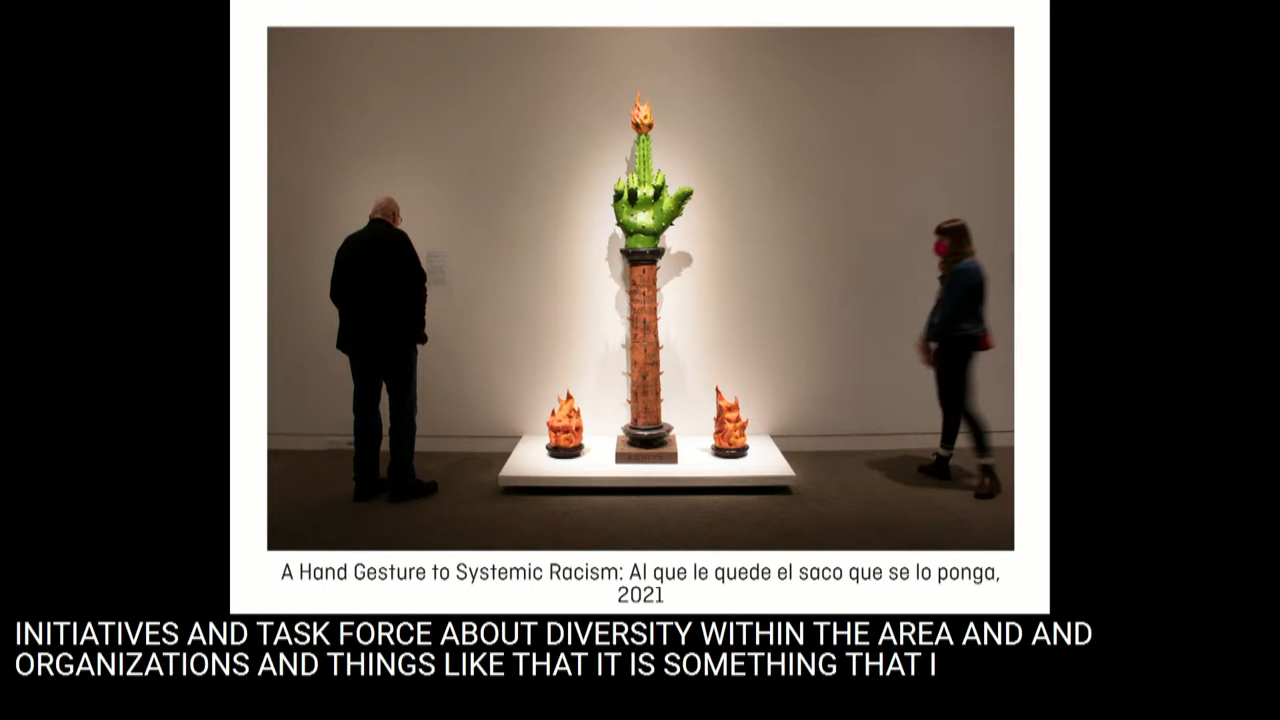 EQUITY
A Hand Gesture to Systemic Racism: Al que le quede el saco que se lo ponga,
2021
INITIATIVES AND TASK FORCE ABOUT DIVERSITY WITHIN THE AREA AND AND
ORGANIZATIONS AND THINGS LIKE THAT IT IS SOMETHING THAT I